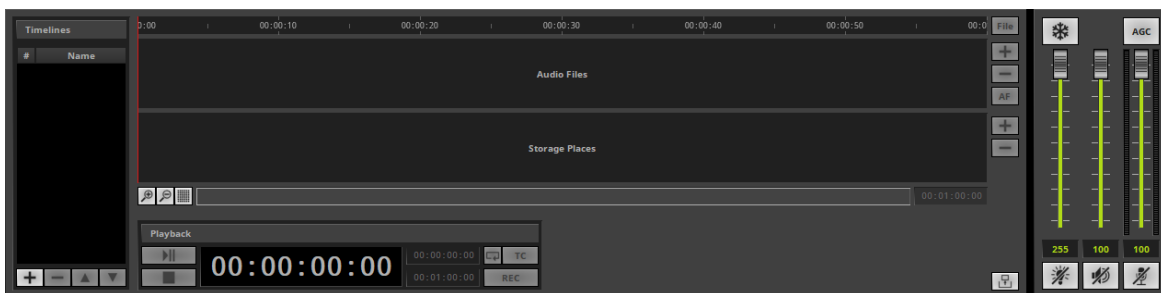 Timelines
# Name
0:00 00:00:10 00:00:20 00:00:30 00:00:40 00:00:50 00:0
File
Audio Files
AF
Storage Places
00:01:00:00
Playback
00:00:00:00
00:00:00:00 TC
00:01:00:00 REC
AGC
255 100 100